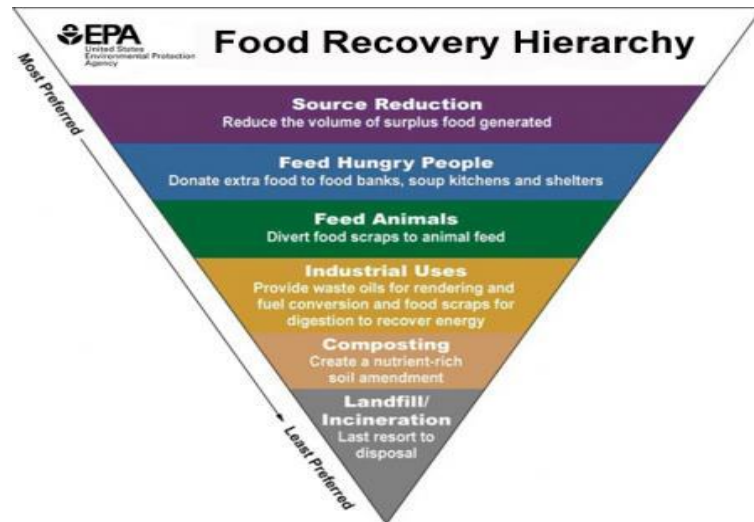 EPA
United States
Environmental Protection
Agency
Food Recovery Hierarchy
Most Preferred
Source Reduction
Reduce the volume of surplus food generated
Feed Hungry People
Donate extra food to food banks, soup kitchens and shelters
Feed Animals
Divert food scraps to animal feed
Industrial Uses
Provide waste oils for rendering and
fuel conversion and food scraps for
digestion to recover energy
Composting
Create a nutrient-rich
soil amendment
Landfill/
Incineration
Last resort to
disposal
Least Preferred